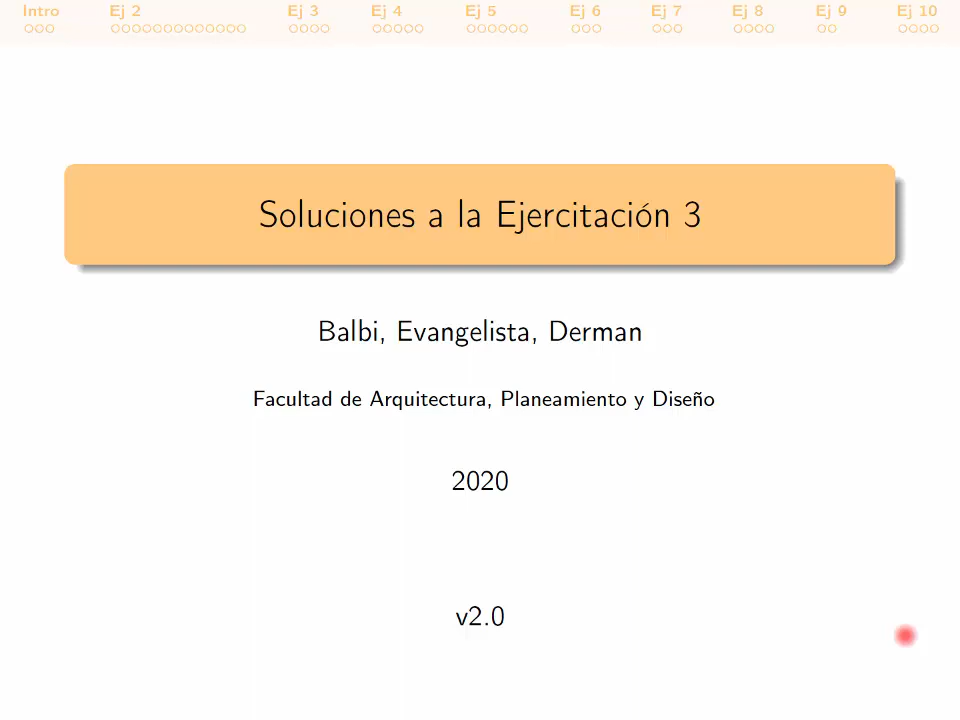 Intro Ej 2 Ej 3 Ej 4 Ej 5 Ej 6 Ej 7 Ej 8 Ej 9 Ej 10
Soluciones a la Ejercitación 3
Balbi, Evangelista, Derman
Facultad de Arquitectura, Planeamiento y Diseño
2020
v2.0